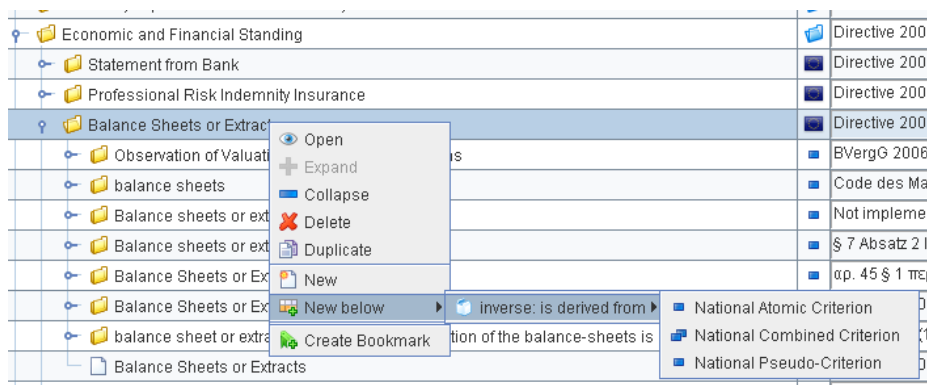 Economic and Financial Standing Directive 200
Statement from Bank Directive 200
Professional Risk Indemnity Insurance Directive 200
Balance Sheets or Extract Directive 200
Open
Observation of Valuati s BVergG 2006
Expand
balance sheets Code des Ma
Collapse
Balance sheets or ext Not impleme
Delete
Balance sheets or ext § 7 Absatz 2 l
Duplicate
Balance Sheets or Ex αρ. 45 § 1 περ
New
Balance Sheets or Ex
New below inverse: is derived from National Atomic Criterion
balance sheet or extra tion of the balance-sheets is
Create Bookmark National Combined Criterion
Balance Sheets or Extracts National Pseudo-Criterion